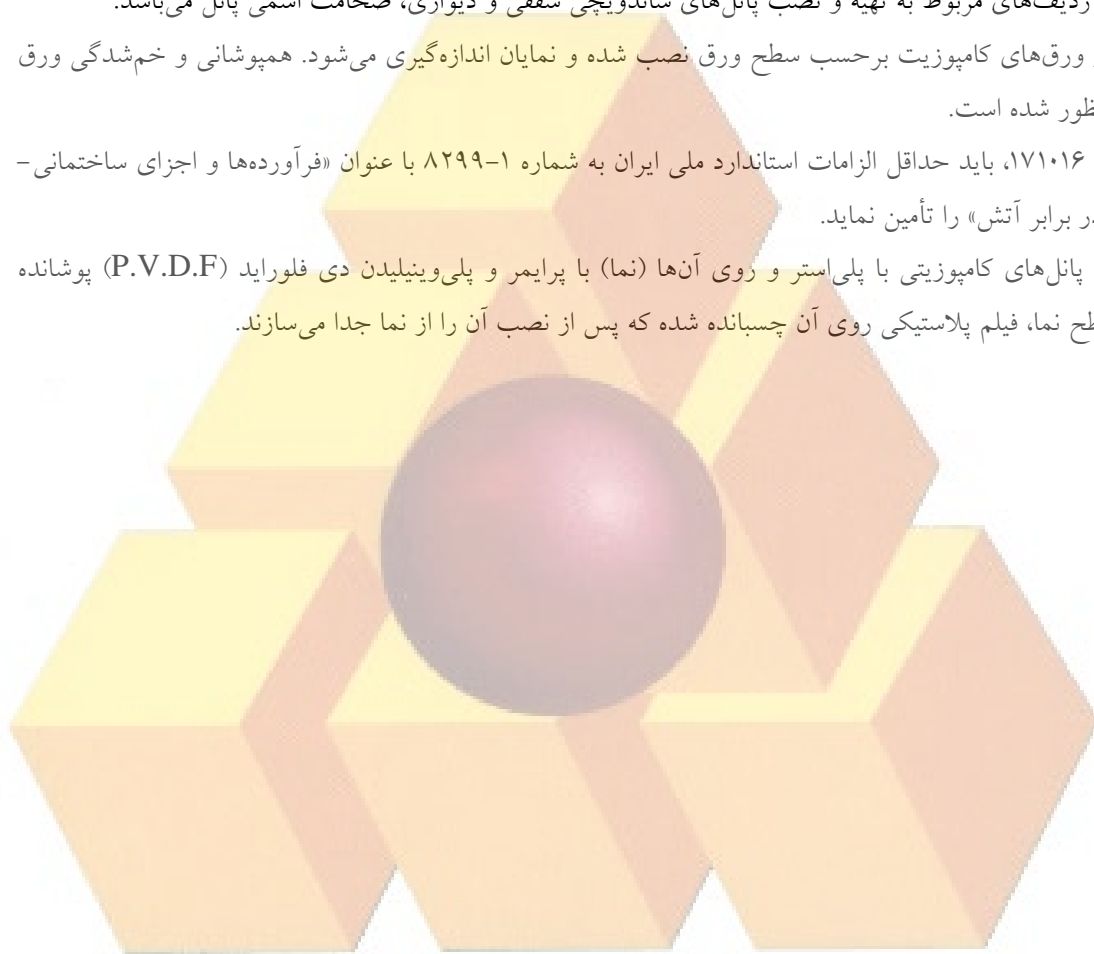 ردیف‌های مربوط به تهیه و نصب پانل‌های ساندویچی سقفی و دیواری، ضخامت اسمی پانل می‌باشد.
ورق‌های کامپوزیت برحسب سطح ورق نصب شده و نمایان اندازه‌گیری می‌شود. همپوشانی و خم‌شدگی ورق
ظور شده است.
۱۷۱۰۱۶، باید حداقل الزامات استاندارد ملی ایران به شماره ۱-۸۲۹۹ با عنوان «فرآورده‌ها و اجزای ساختمانی-
در برابر آتش» را تأمین نماید.
پانل‌های کامپوزیتی با پلی‌استر و روی آن‌ها (نما) با پرایمر و پلی‌وینیلیدن دی فلوراید (P.V.D.F) پوشانده
طح نما، فیلم پلاستیکی روی آن چسبانده شده که پس از نصب آن را از نما جدا می‌سازند.